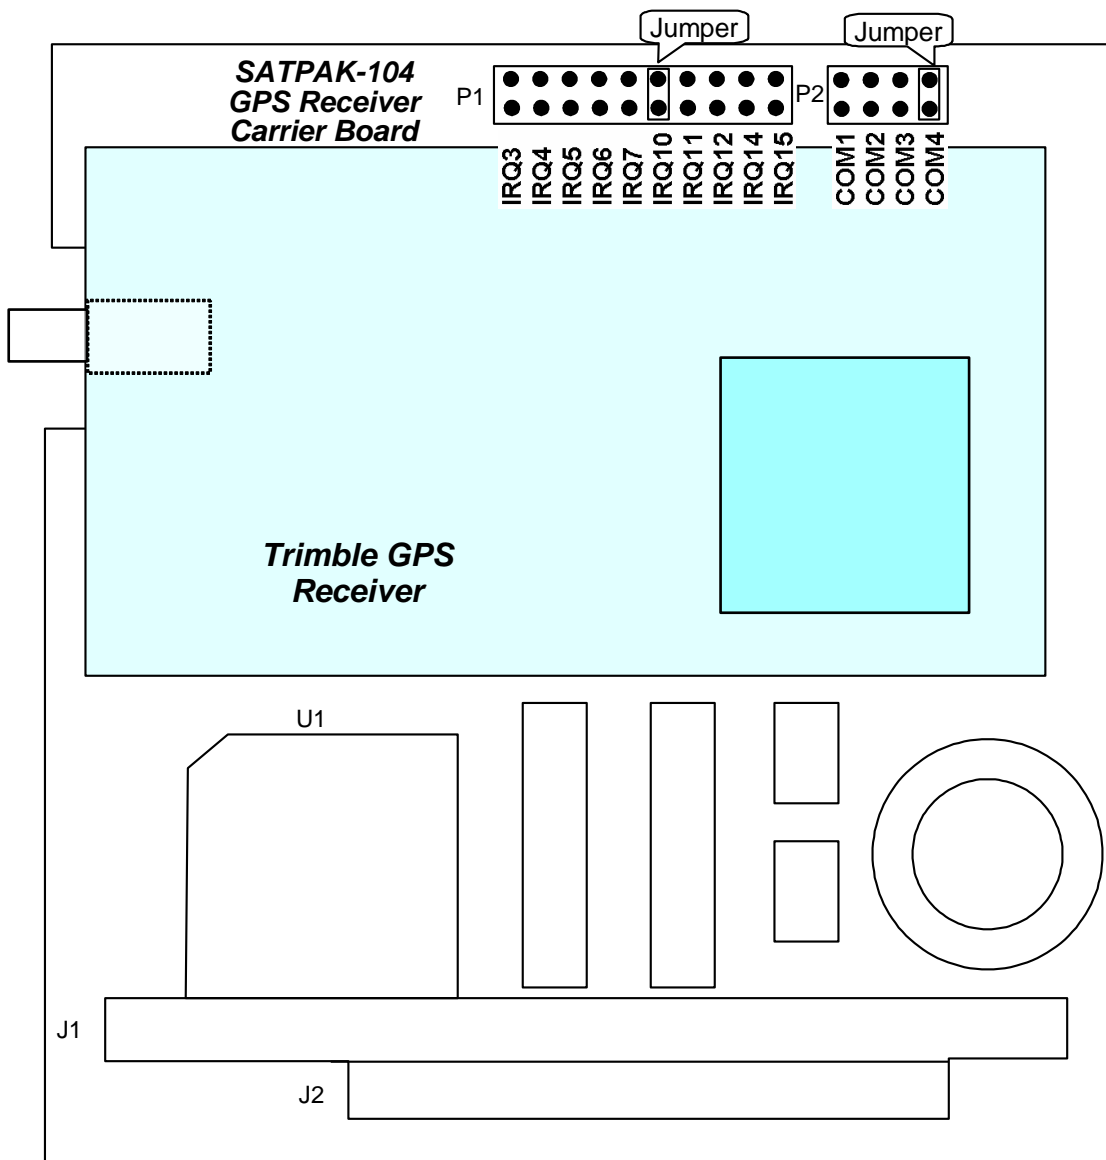 Jumper
Jumper
SATPAK-104
GPS Receiver
Carrier Board
P1
P2
IRQ3
IRQ4
IRQ5
IRQ6
IRQ7
IRQ10
IRQ11
IRQ12
IRQ14
IRQ15
COM1
COM2
COM3
COM4
Trimble GPS
Receiver
U1
J1
J2